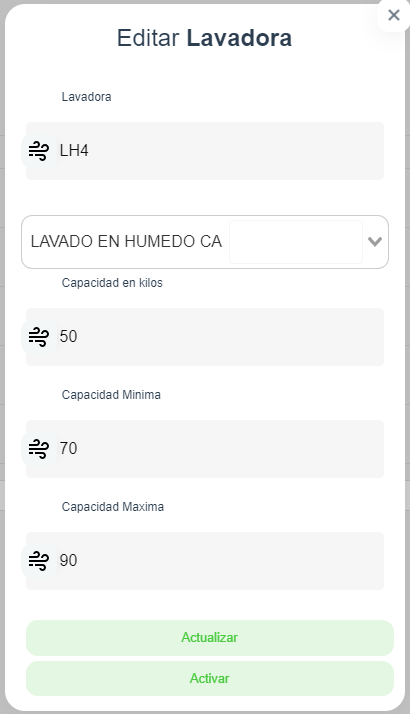 Editar Lavadora
Lavadora
LH4
LAVADO EN HUMEDO CA
Capacidad en kilos
50
Capacidad Minima
70
Capacidad Maxima
90
Actualizar
Activar